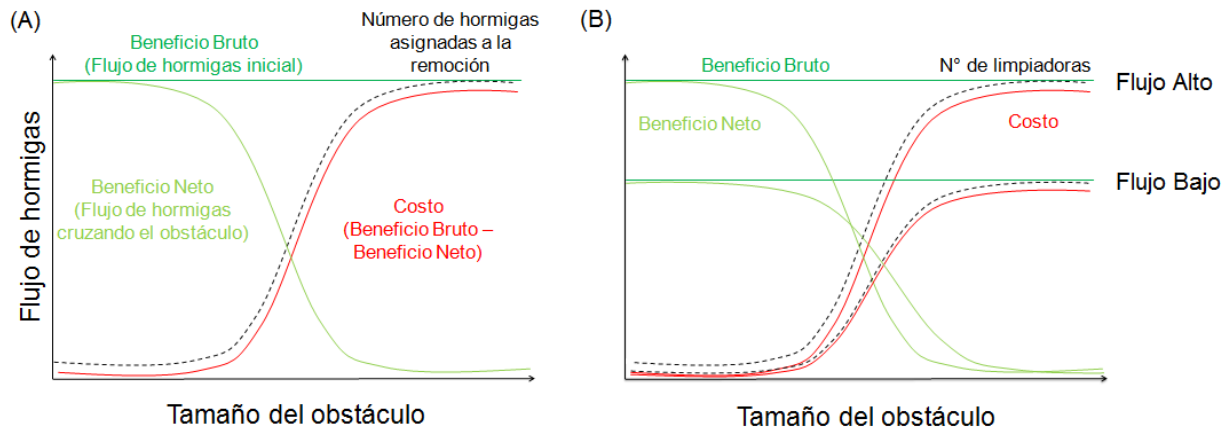 (A)
Beneficio Bruto
(Flujo de hormigas inicial)
Número de hormigas
asignadas a la
remoción
Beneficio Neto
(Flujo de hormigas
cruzando el obstáculo)
Costo
(Beneficio Bruto –
Beneficio Neto)
Flujo de hormigas
Tamaño del obstáculo
(B)
Beneficio Bruto
N° de limpiadoras
Flujo Alto
Beneficio Neto
Costo
Flujo Bajo
Tamaño del obstáculo